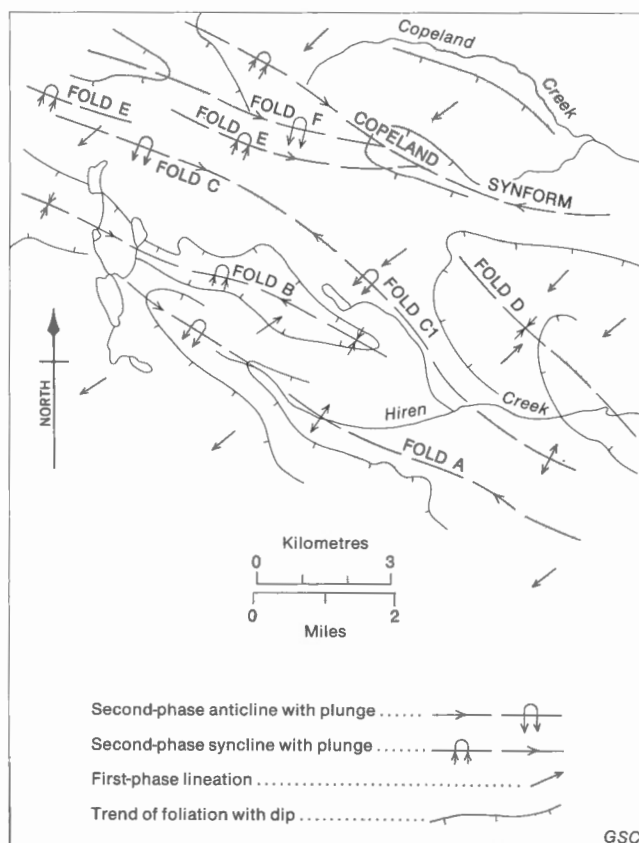 Copeland
Creek
FOLD E
FOLD F
FOLD E
COPELAND
SYNFORM
FOLD C
FOLD B
FOLD C1
FOLD D
NORTH
Hiren
Creek
FOLD A
Kilometres
0 3
0 2
Miles
Second-phase anticline with plunge ......
Second-phase syncline with plunge ....
First-phase lineation ..............................
Trend of foliation with dip ................
GSC